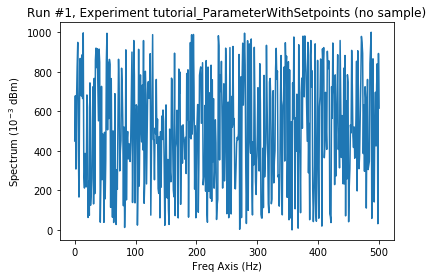 Run #1, Experiment tutorial_ParameterWithSetpoints (no sample)
1000
800
600
400
200
0
Spectrum (10⁻³ dBm)
0 100 200 300 400 500
Freq Axis (Hz)